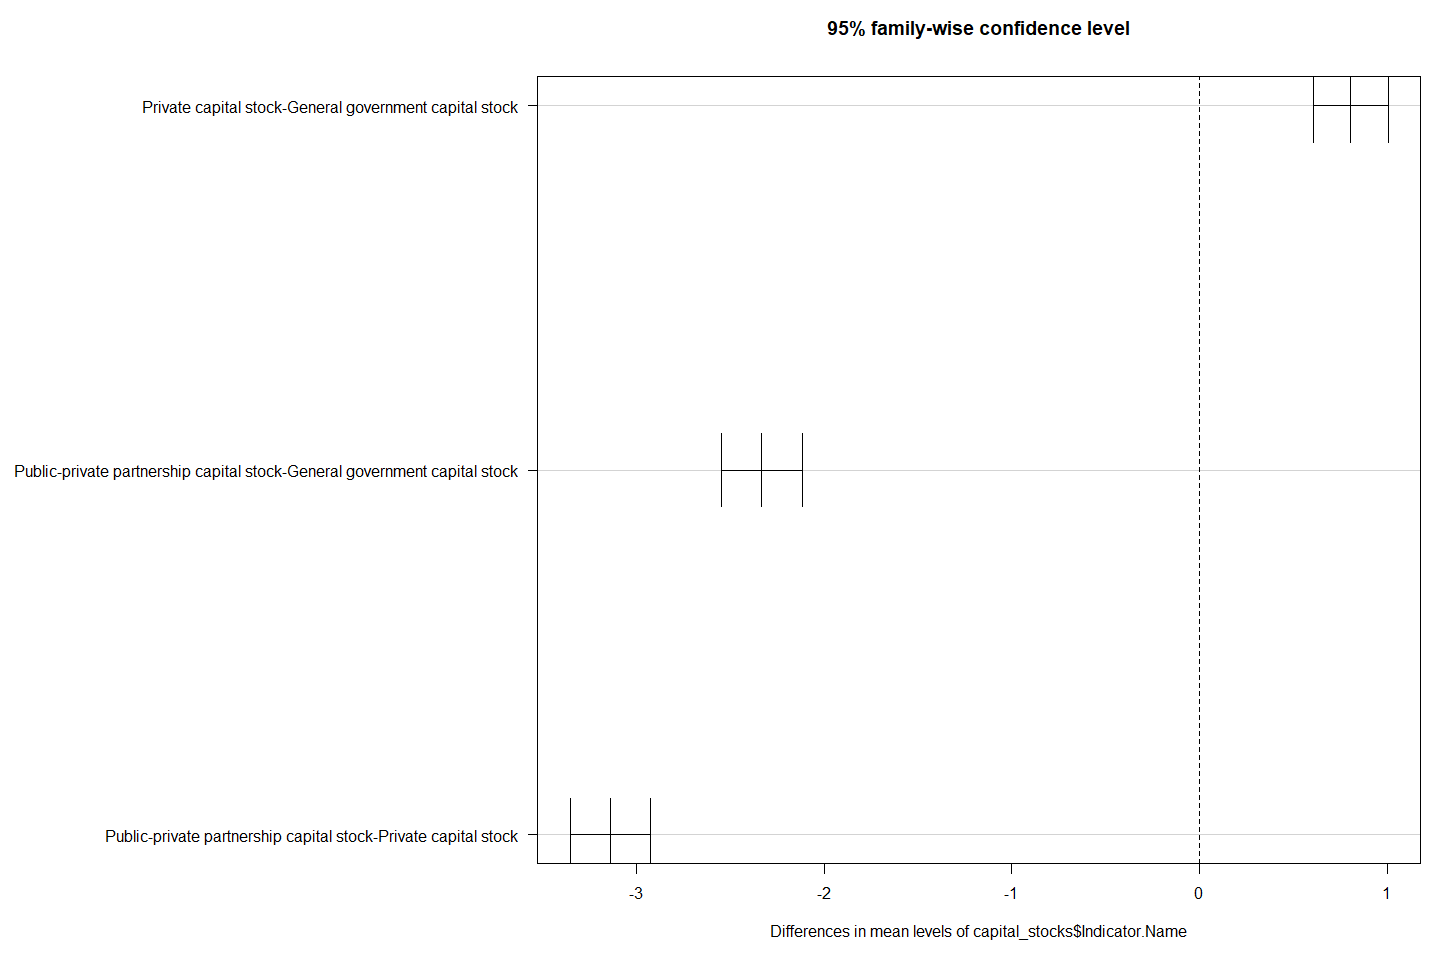 95% family-wise confidence level
Private capital stock-General government capital stock
Public-private partnership capital stock-General government capital stock
Public-private partnership capital stock-Private capital stock
-3 -2 -1 0 1
Differences in mean levels of capital_stocks$Indicator.Name